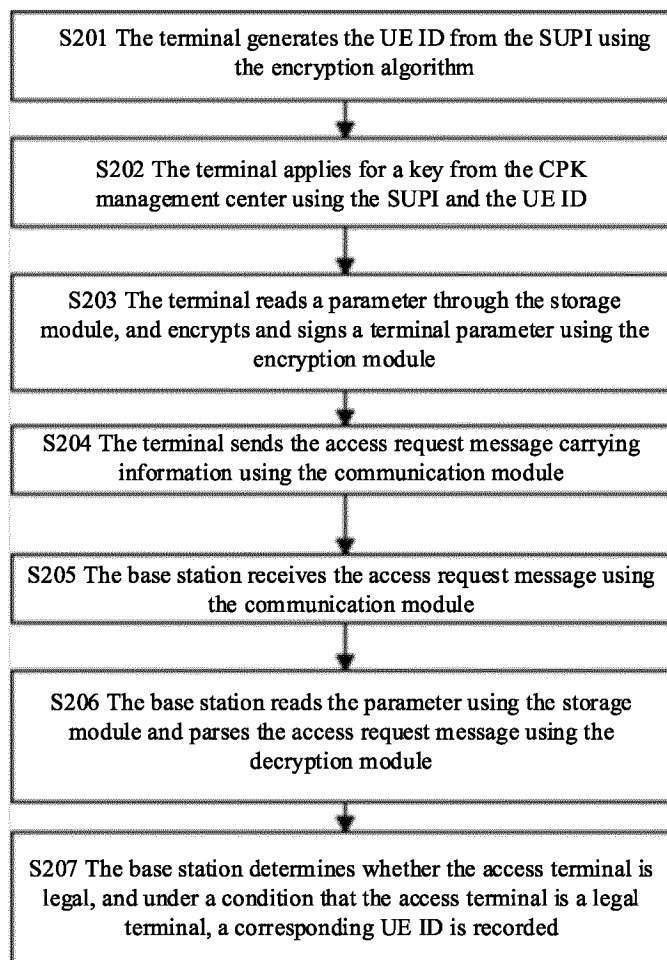 S201 The terminal generates the UE ID from the SUPI using
the encryption algorithm
S202 The terminal applies for a key from the CPK
management center using the SUPI and the UE ID
S203 The terminal reads a parameter through the storage
module, and encrypts and signs a terminal parameter using the
encryption module
S204 The terminal sends the access request message carrying
information using the communication module
S205 The base station receives the access request message using
the communication module
S206 The base station reads the parameter using the storage
module and parses the access request message using the
decryption module
S207 The base station determines whether the access terminal is
legal, and under a condition that the access terminal is a legal
terminal, a corresponding UE ID is recorded